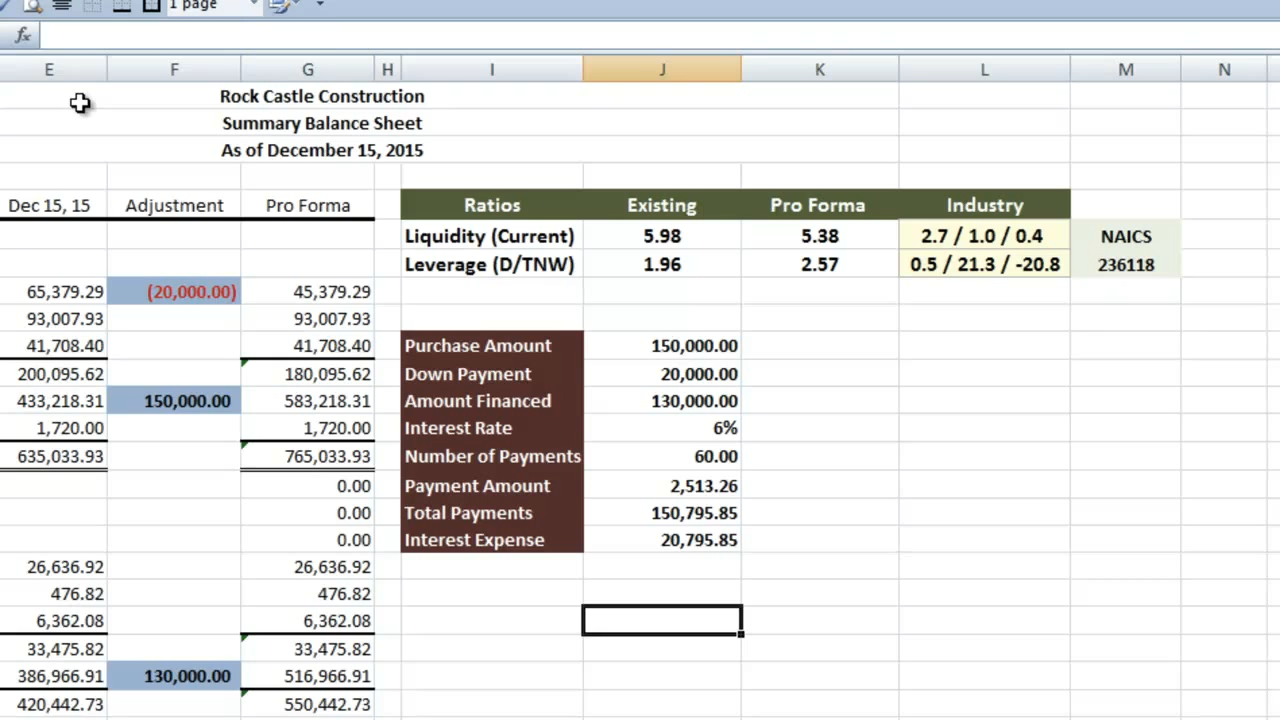 1 page
fx
E F G H I J K L M N
Rock Castle Construction
Summary Balance Sheet
As of December 15, 2015
Dec 15, 15 Adjustment Pro Forma Ratios Existing Pro Forma Industry
Liquidity (Current) 5.98 5.38 2.7 / 1.0 / 0.4 NAICS
Leverage (D/TNW) 1.96 2.57 0.5 / 21.3 / -20.8 236118
65,379.29 (20,000.00) 45,379.29
93,007.93 93,007.93
41,708.40 41,708.40 Purchase Amount 150,000.00
200,095.62 180,095.62 Down Payment 20,000.00
433,218.31 150,000.00 583,218.31 Amount Financed 130,000.00
1,720.00 1,720.00 Interest Rate 6%
635,033.93 765,033.93 Number of Payments 60.00
0.00 Payment Amount 2,513.26
0.00 Total Payments 150,795.85
0.00 Interest Expense 20,795.85
26,636.92 26,636.92
476.82 476.82
6,362.08 6,362.08
33,475.82 33,475.82
386,966.91 130,000.00 516,966.91
420,442.73 550,442.73